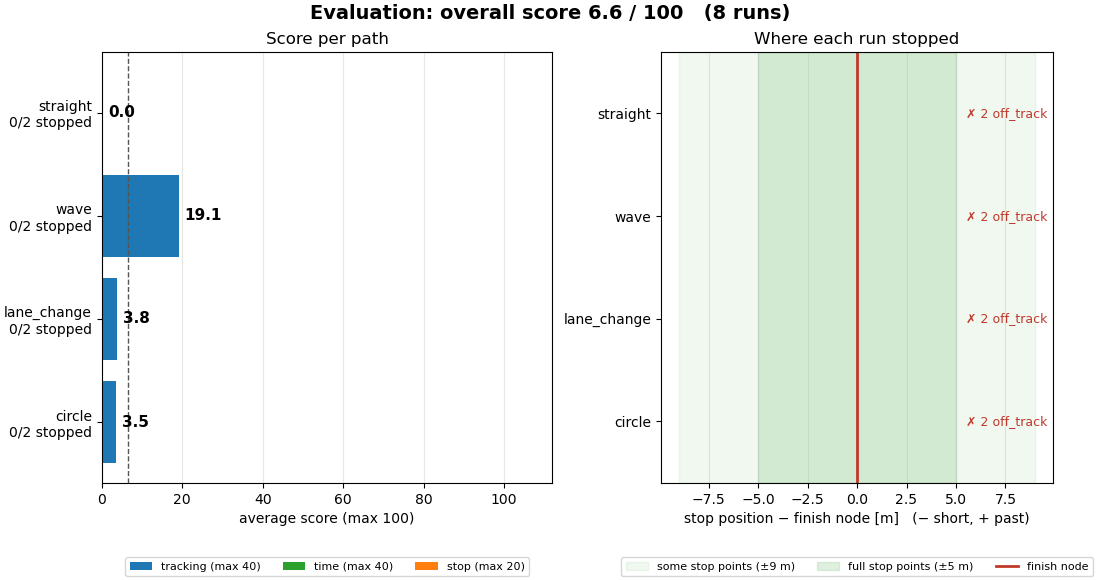 Evaluation: overall score 6.6 / 100   (8 runs)
Score per path
straight
0/2 stopped
0.0
wave
0/2 stopped
19.1
lane_change
0/2 stopped
3.8
circle
0/2 stopped
3.5
0 20 40 60 80 100
average score (max 100)
tracking (max 40) time (max 40) stop (max 20)
Where each run stopped
straight
✗ 2 off_track
wave
✗ 2 off_track
lane_change
✗ 2 off_track
circle
✗ 2 off_track
−7.5 −5.0 −2.5 0.0 2.5 5.0 7.5
stop position − finish node [m]   (− short, + past)
some stop points (±9 m) full stop points (±5 m) finish node